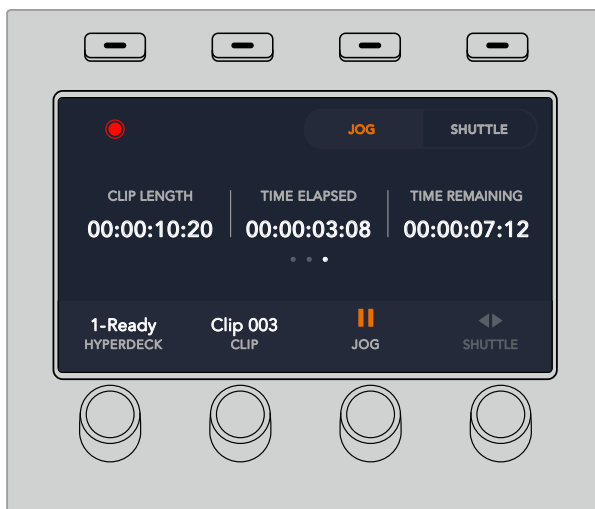 JOG SHUTTLE
CLIP LENGTH TIME ELAPSED TIME REMAINING
00:00:10:20 00:00:03:08 00:00:07:12
1-Ready Clip 003
HYPERDECK CLIP JOG SHUTTLE